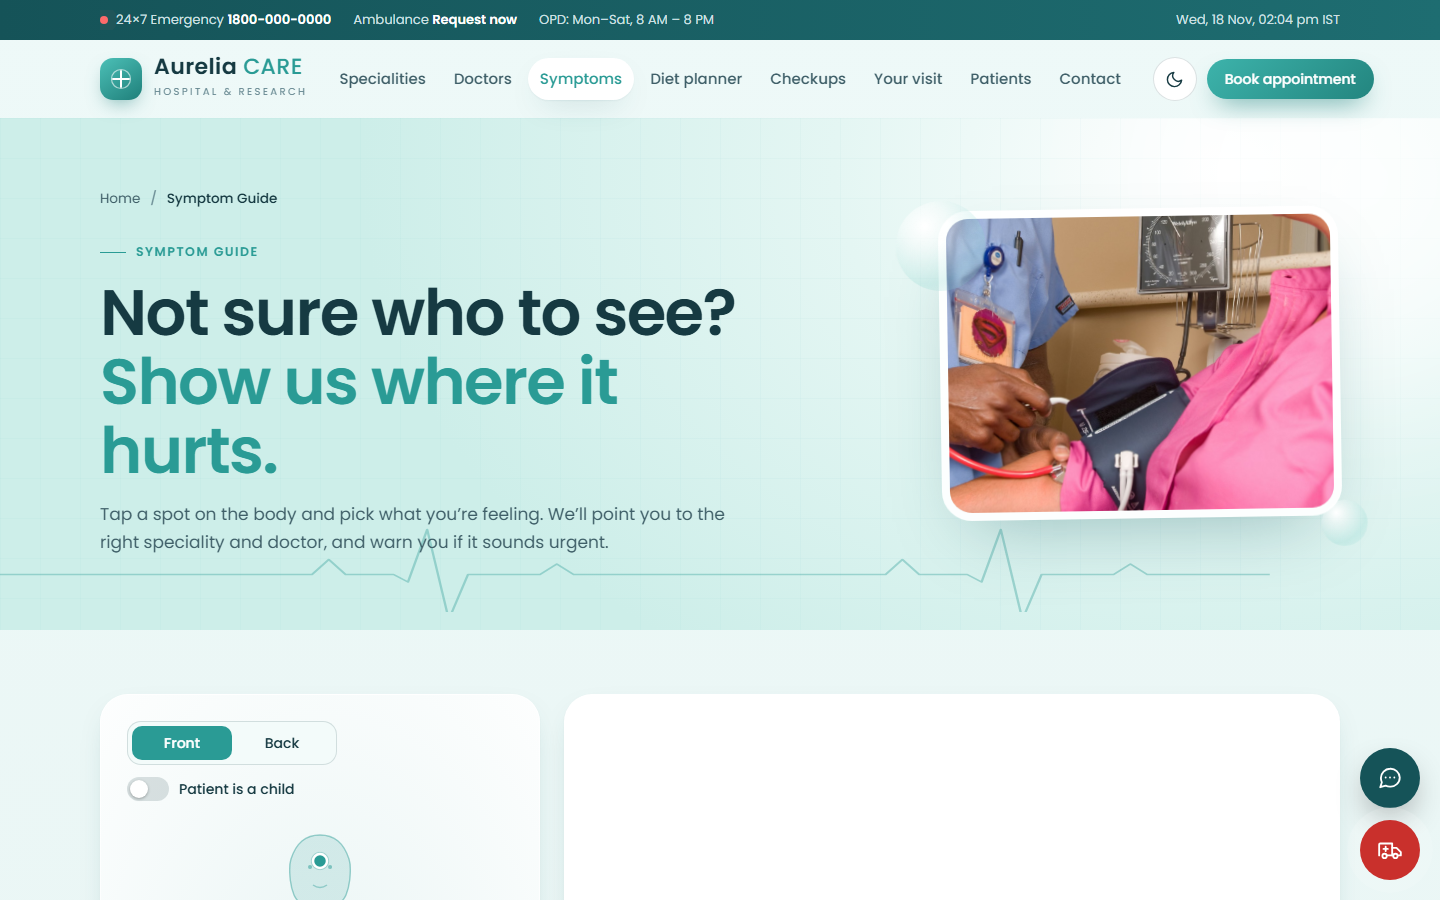 24×7 Emergency 1800-000-0000 Ambulance Request now OPD: Mon–Sat, 8 AM – 8 PM Wed, 18 Nov, 02:04 pm IST
Aurelia CARE
HOSPITAL & RESEARCH
Specialities Doctors Symptoms Diet planner Checkups Your visit Patients Contact Book appointment
Home / Symptom Guide
SYMPTOM GUIDE
Not sure who to see?
Show us where it
hurts.
Tap a spot on the body and pick what you’re feeling. We’ll point you to the
right speciality and doctor, and warn you if it sounds urgent.
Front Back
Patient is a child